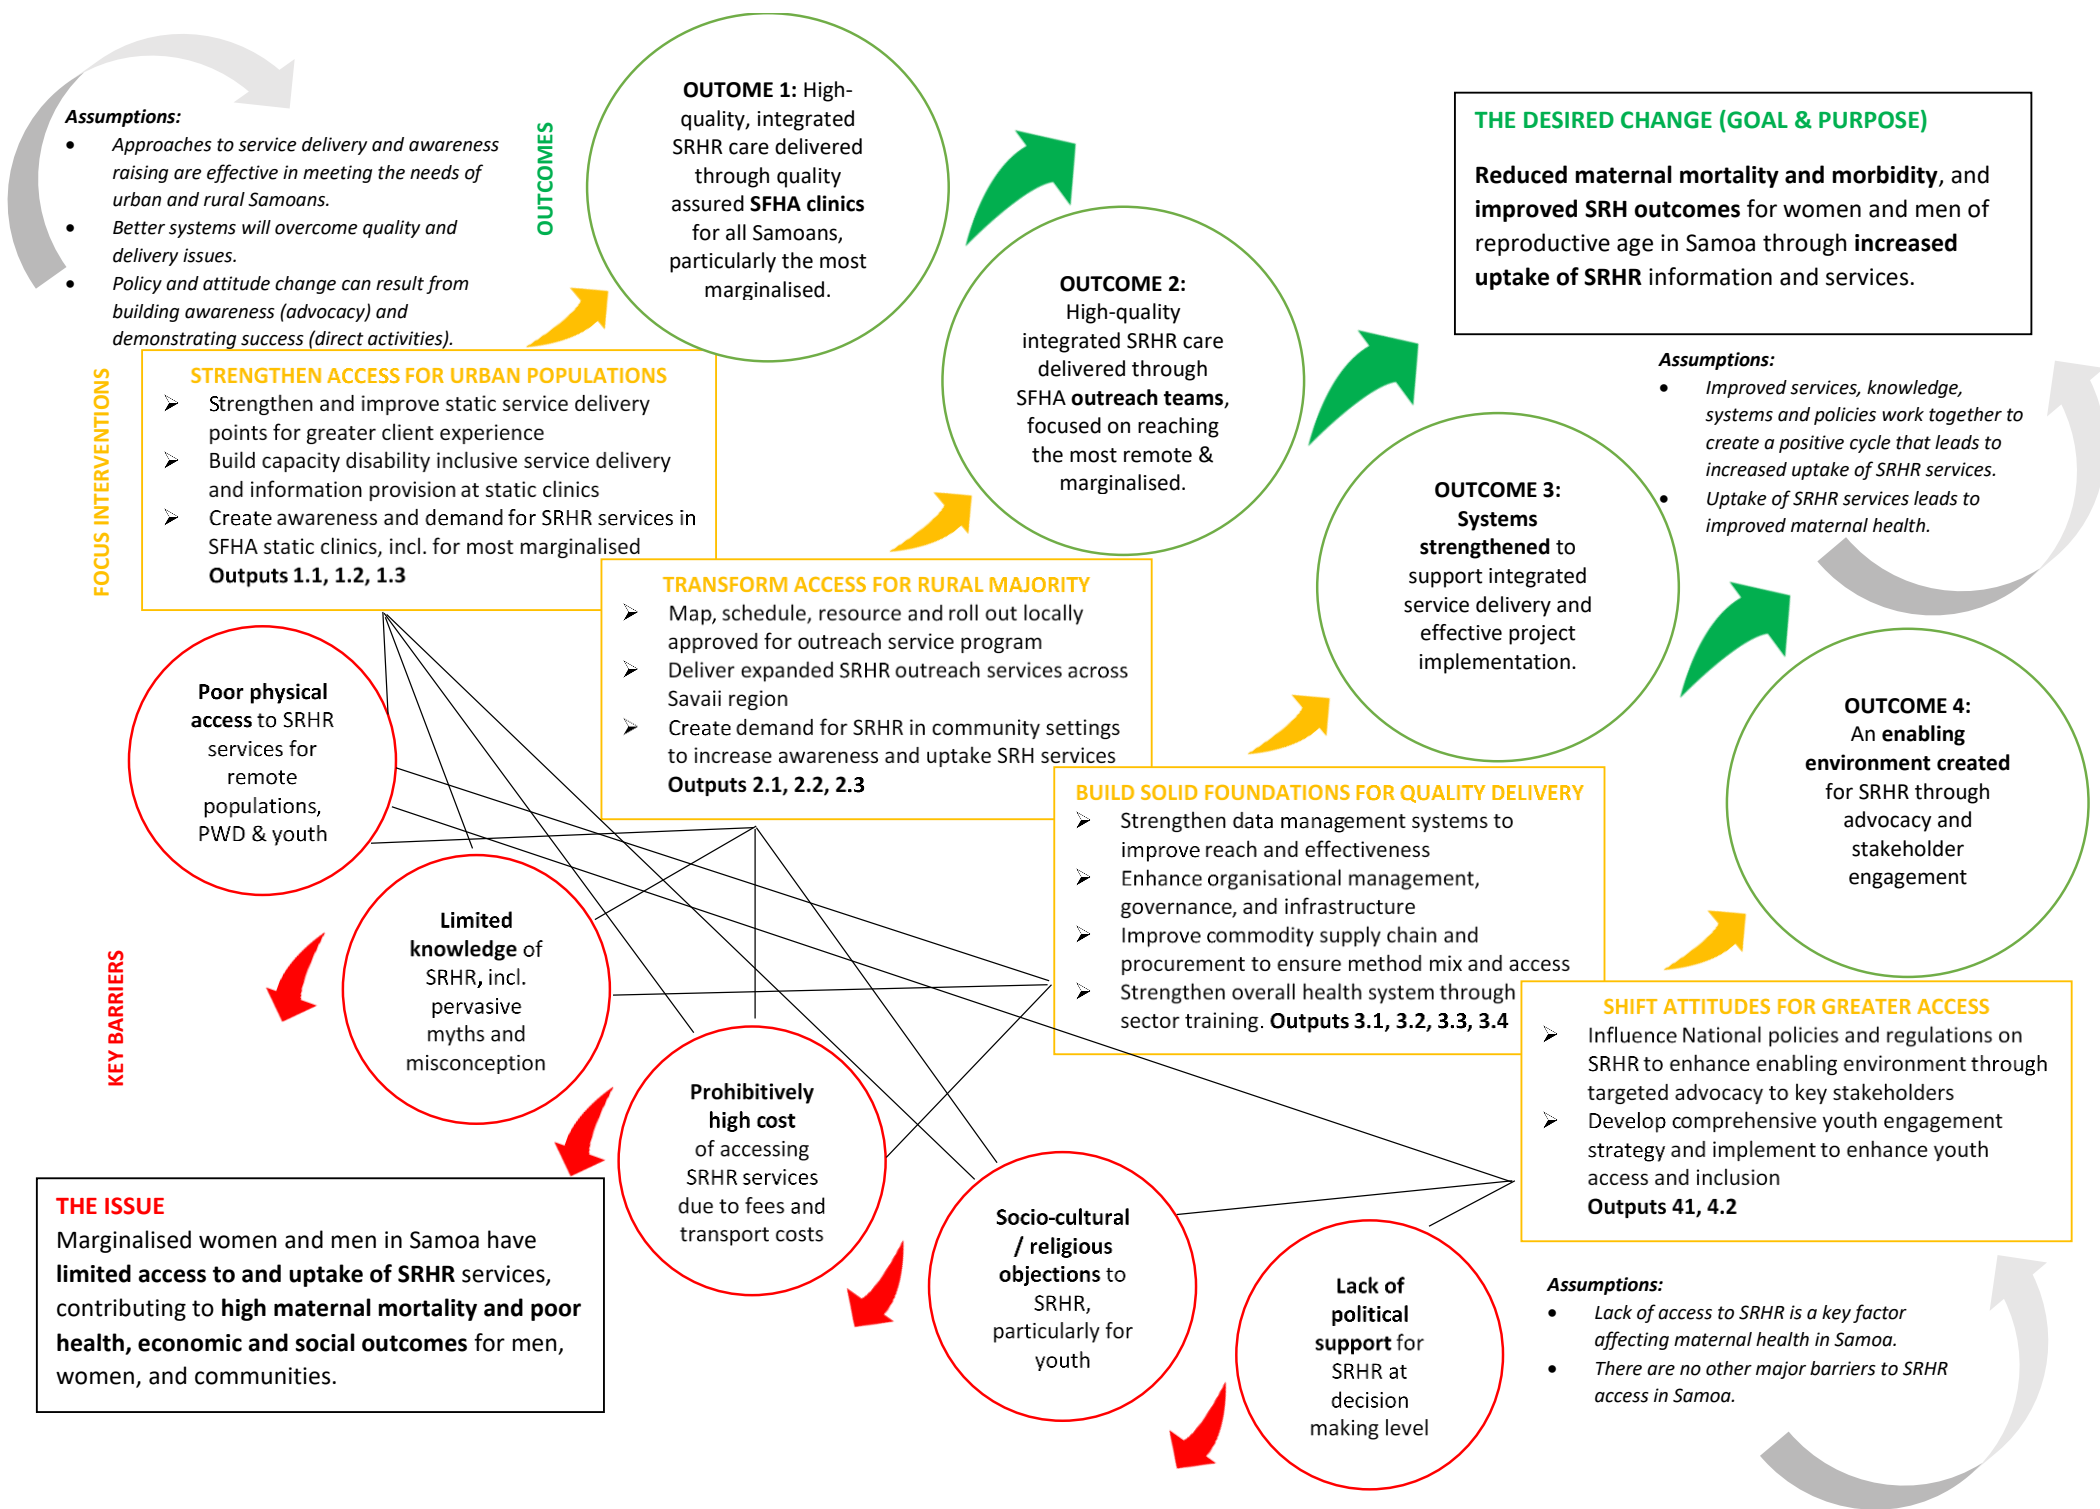 Assumptions:
• Approaches to service delivery and awareness
raising are effective in meeting the needs of
urban and rural Samoans.
• Better systems will overcome quality and
delivery issues.
• Policy and attitude change can result from
building awareness (advocacy) and
demonstrating success (direct activities).
OUTCOMES
OUTOME 1: High-
quality, integrated
SRHR care delivered
through quality
assured SFHA clinics
for all Samoans,
particularly the most
marginalised.
OUTCOME 2:
High-quality
integrated SRHR care
delivered through
SFHA outreach teams,
focused on reaching
the most remote &
marginalised.
OUTCOME 3:
Systems
strengthened to
support integrated
service delivery and
effective project
implementation.
OUTCOME 4:
An enabling
environment created
for SRHR through
advocacy and
stakeholder
engagement
THE DESIRED CHANGE (GOAL & PURPOSE)
Reduced maternal mortality and morbidity, and
improved SRH outcomes for women and men of
reproductive age in Samoa through increased
uptake of SRHR information and services.
Assumptions:
• Improved services, knowledge,
systems and policies work together to
create a positive cycle that leads to
increased uptake of SRHR services.
• Uptake of SRHR services leads to
improved maternal health.
FOCUS INTERVENTIONS
STRENGTHEN ACCESS FOR URBAN POPULATIONS
➢ Strengthen and improve static service delivery
points for greater client experience
➢ Build capacity disability inclusive service delivery
and information provision at static clinics
➢ Create awareness and demand for SRHR services in
SFHA static clinics, incl. for most marginalised
Outputs 1.1, 1.2, 1.3
TRANSFORM ACCESS FOR RURAL MAJORITY
➢ Map, schedule, resource and roll out locally
approved for outreach service program
➢ Deliver expanded SRHR outreach services across
Savaii region
➢ Create demand for SRHR in community settings
to increase awareness and uptake SRH services
Outputs 2.1, 2.2, 2.3
BUILD SOLID FOUNDATIONS FOR QUALITY DELIVERY
➢ Strengthen data management systems to
improve reach and effectiveness
➢ Enhance organisational management,
governance, and infrastructure
➢ Improve commodity supply chain and
procurement to ensure method mix and access
➢ Strengthen overall health system through
sector training. Outputs 3.1, 3.2, 3.3, 3.4
SHIFT ATTITUDES FOR GREATER ACCESS
➢ Influence National policies and regulations on
SRHR to enhance enabling environment through
targeted advocacy to key stakeholders
➢ Develop comprehensive youth engagement
strategy and implement to enhance youth
access and inclusion
Outputs 41, 4.2
KEY BARRIERS
Poor physical
access to SRHR
services for
remote
populations,
PWD & youth
Limited
knowledge of
SRHR, incl.
pervasive
myths and
misconception
Prohibitively
high cost
of accessing
SRHR services
due to fees and
transport costs
Socio-cultural
/ religious
objections to
SRHR,
particularly for
youth
Lack of
political
support for
SRHR at
decision
making level
THE ISSUE
Marginalised women and men in Samoa have
limited access to and uptake of SRHR services,
contributing to high maternal mortality and poor
health, economic and social outcomes for men,
women, and communities.
Assumptions:
• Lack of access to SRHR is a key factor
affecting maternal health in Samoa.
• There are no other major barriers to SRHR
access in Samoa.